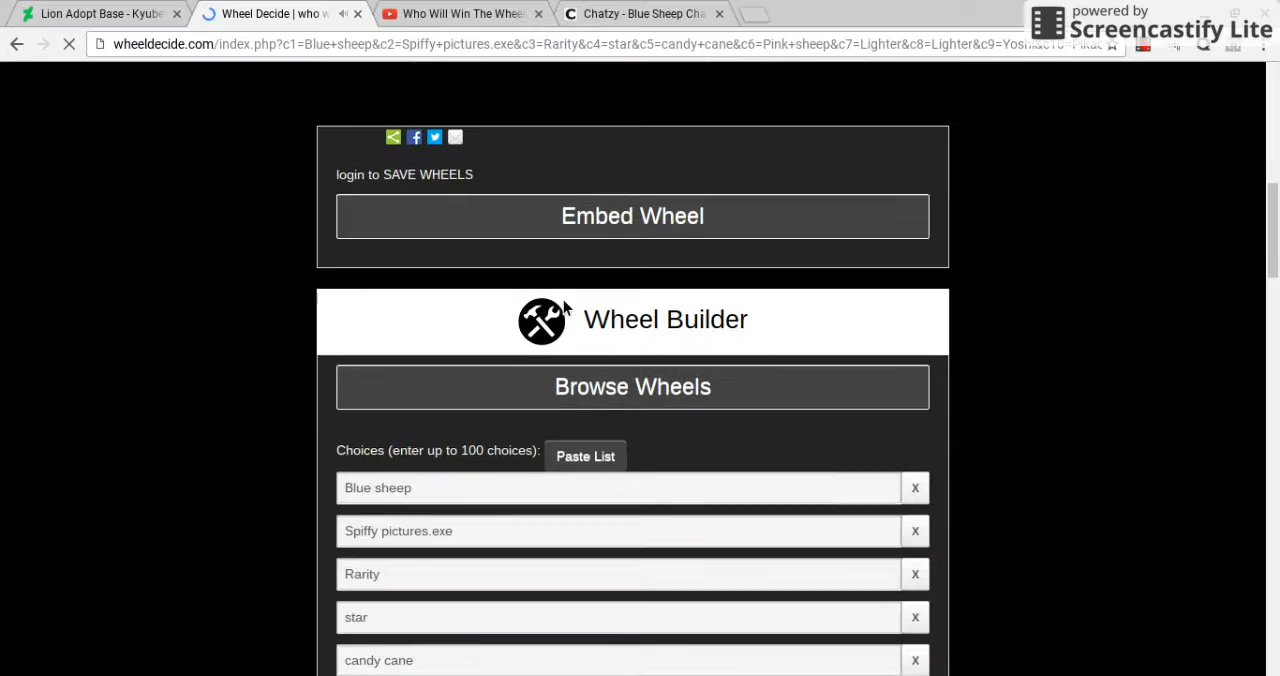 Lion Adopt Base - Kyube
Wheel Decide | who w
Who Will Win The Whee
Chatzy - Blue Sheep Cha
powered by
Screencastify Lite
wheeldecide.com/index.php?c1=Blue+sheep&c2=Spiffy+pictures.exe&c3=Rarity&c4=star&c5=candy+cane&c6=Pink+sheep&c7=Lighter&c8=Lighter&c9=Yoshi&c10=Pikac
login to SAVE WHEELS
Embed Wheel
Wheel Builder
Browse Wheels
Choices (enter up to 100 choices):
Paste List
Blue sheep
X
Spiffy pictures.exe
X
Rarity
X
star
X
candy cane
X